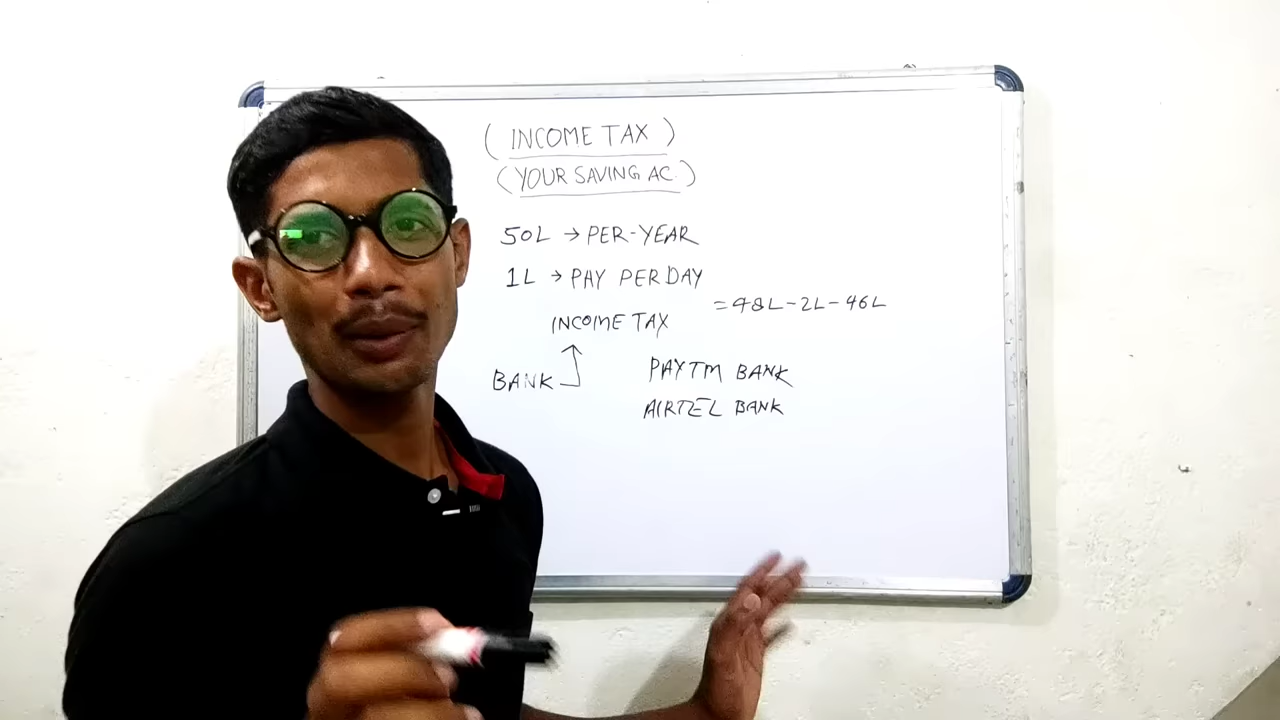 ( INCOME TAX )
( YOUR SAVING AC. )
50L → PER-YEAR
1L → PAY PER DAY
= 48L - 2L - 46L
INCOME TAX
BANK
PAYTM BANK
AIRTEL BANK